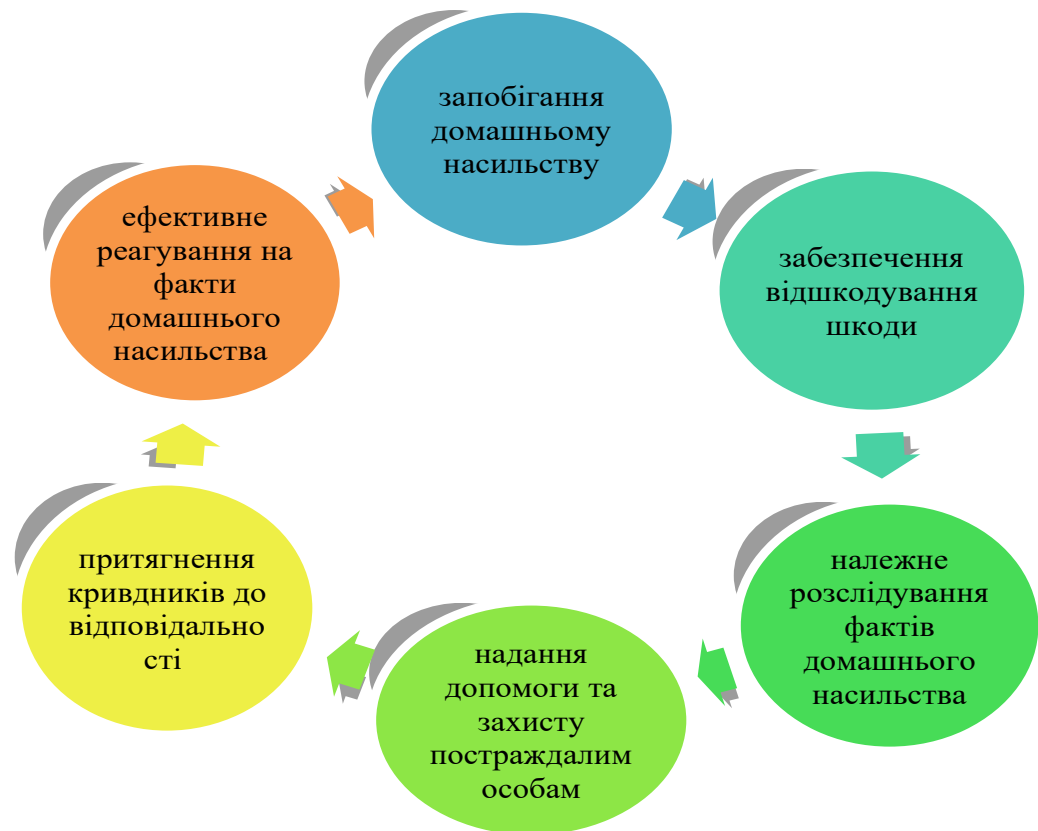 запобігання
домашньому
насильству
забезпечення
відшкодування
шкоди
належне
розслідування
фактів
домашнього
насильства
надання
допомоги та
захисту
постраждалим
особам
притягнення
кривдників до
відповідально
сті
ефективне
реагування на
факти
домашнього
насильства